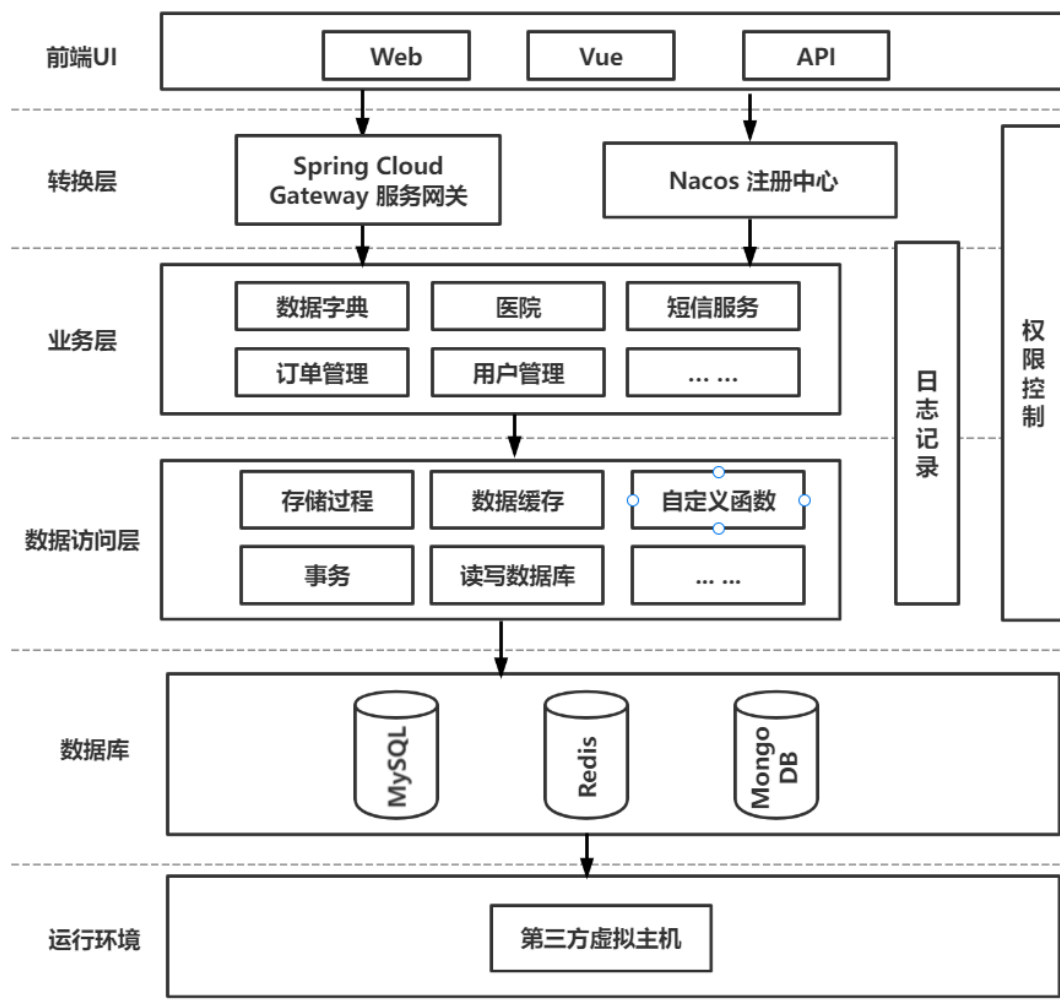 前端UI
Web
Vue
API
转换层
Spring Cloud
Gateway 服务网关
Nacos 注册中心
业务层
数据字典
医院
短信服务
订单管理
用户管理
... ...
日志记录
权限控制
数据访问层
存储过程
数据缓存
自定义函数
事务
读写数据库
... ...
数据库
MySQL
Redis
Mongo
DB
运行环境
第三方虚拟主机